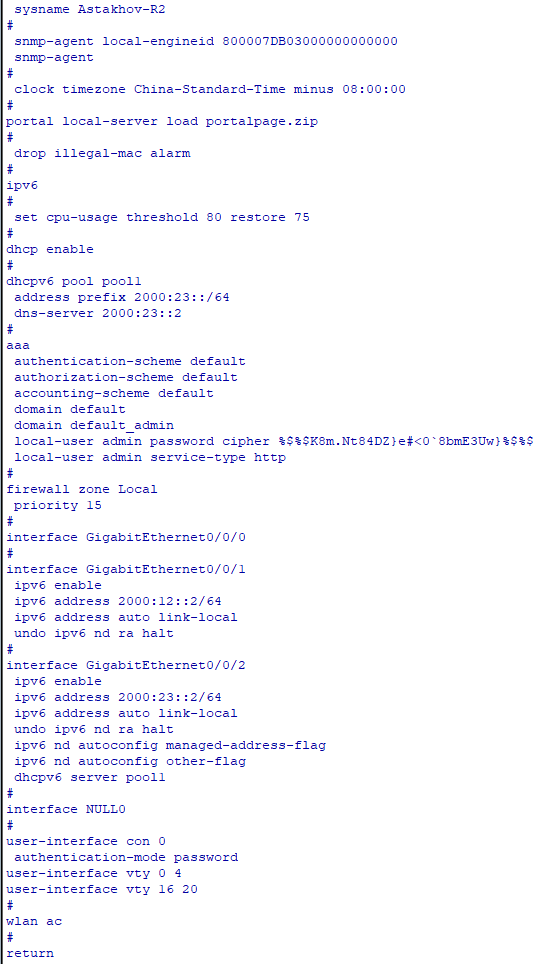 sysname Astakhov-R2
#
snmp-agent local-engineid 800007DB03000000000000
snmp-agent
#
clock timezone China-Standard-Time minus 08:00:00
#
portal local-server load portalpage.zip
#
drop illegal-mac alarm
#
ipv6
#
set cpu-usage threshold 80 restore 75
#
dhcp enable
#
dhcpv6 pool pool1
address prefix 2000:23::/64
dns-server 2000:23::2
#
aaa
authentication-scheme default
authorization-scheme default
accounting-scheme default
domain default
domain default_admin
local-user admin password cipher %$%$K8m.Nt84DZ}e#<0`8bmE3Uw}%$%$
local-user admin service-type http
#
firewall zone Local
priority 15
#
interface GigabitEthernet0/0/0
#
interface GigabitEthernet0/0/1
ipv6 enable
ipv6 address 2000:12::2/64
ipv6 address auto link-local
undo ipv6 nd ra halt
#
interface GigabitEthernet0/0/2
ipv6 enable
ipv6 address 2000:23::2/64
ipv6 address auto link-local
undo ipv6 nd ra halt
ipv6 nd autoconfig managed-address-flag
ipv6 nd autoconfig other-flag
dhcpv6 server pool1
#
interface NULL0
#
user-interface con 0
authentication-mode password
user-interface vty 0 4
user-interface vty 16 20
#
wlan ac
#
return